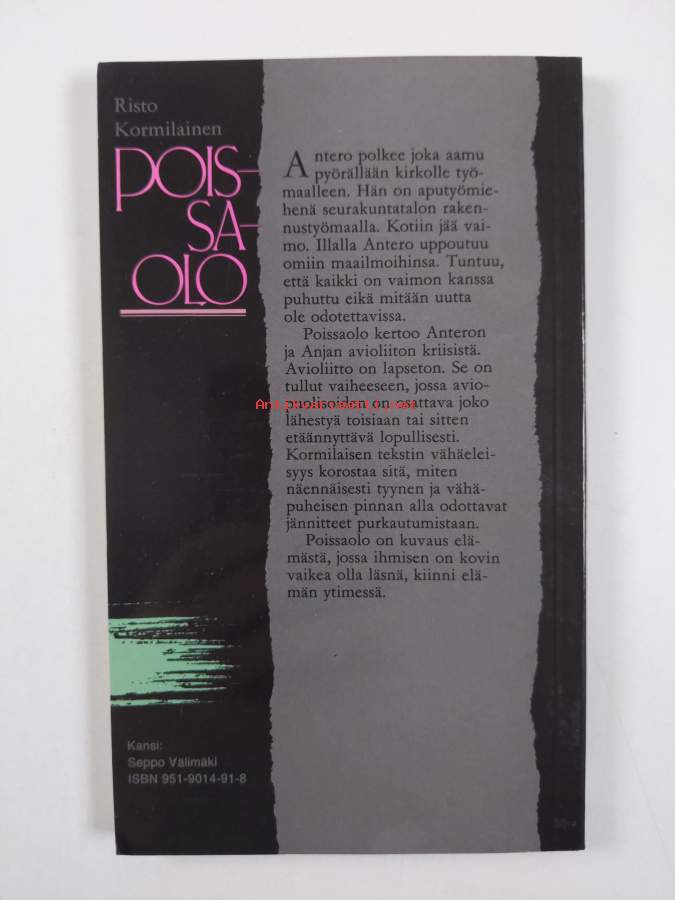 Risto
Kormilainen
POIS-
SA-
OLO
Antero polkee joka aamu
pyörällään kirkolle työ-
maalleen. Hän on aputyömie-
henä seurakuntatalon raken-
nustyömaalla. Kotiin jää vai-
mo. Illalla Antero uppoutuu
omiin maailmoihinsa. Tuntuu,
että kaikki on vaimon kanssa
puhuttu eikä mitään uutta
ole odotettavissa.
Poissaolo kertoo Anteron
ja Anjan avioliiton kriisistä.
Avioliitto on lapseton. Se on
tullut vaiheeseen, jossa avio-
puolisoiden on osattava joko
lähestyä toisiaan tai sitten
etäännyttävä lopullisesti.
Kormilaisen tekstin vähäelei-
syys korostaa sitä, miten
näennäisesti tyynen ja vähä-
puheisen pinnan alla odottavat
jännitteet purkautumistaan.
Poissaolo on kuvaus elä-
mästä, jossa ihmisen on kovin
vaikea olla läsnä, kiinni elä-
män ytimessä.
Kansi:
Seppo Välimäki
ISBN 951-9014-91-8